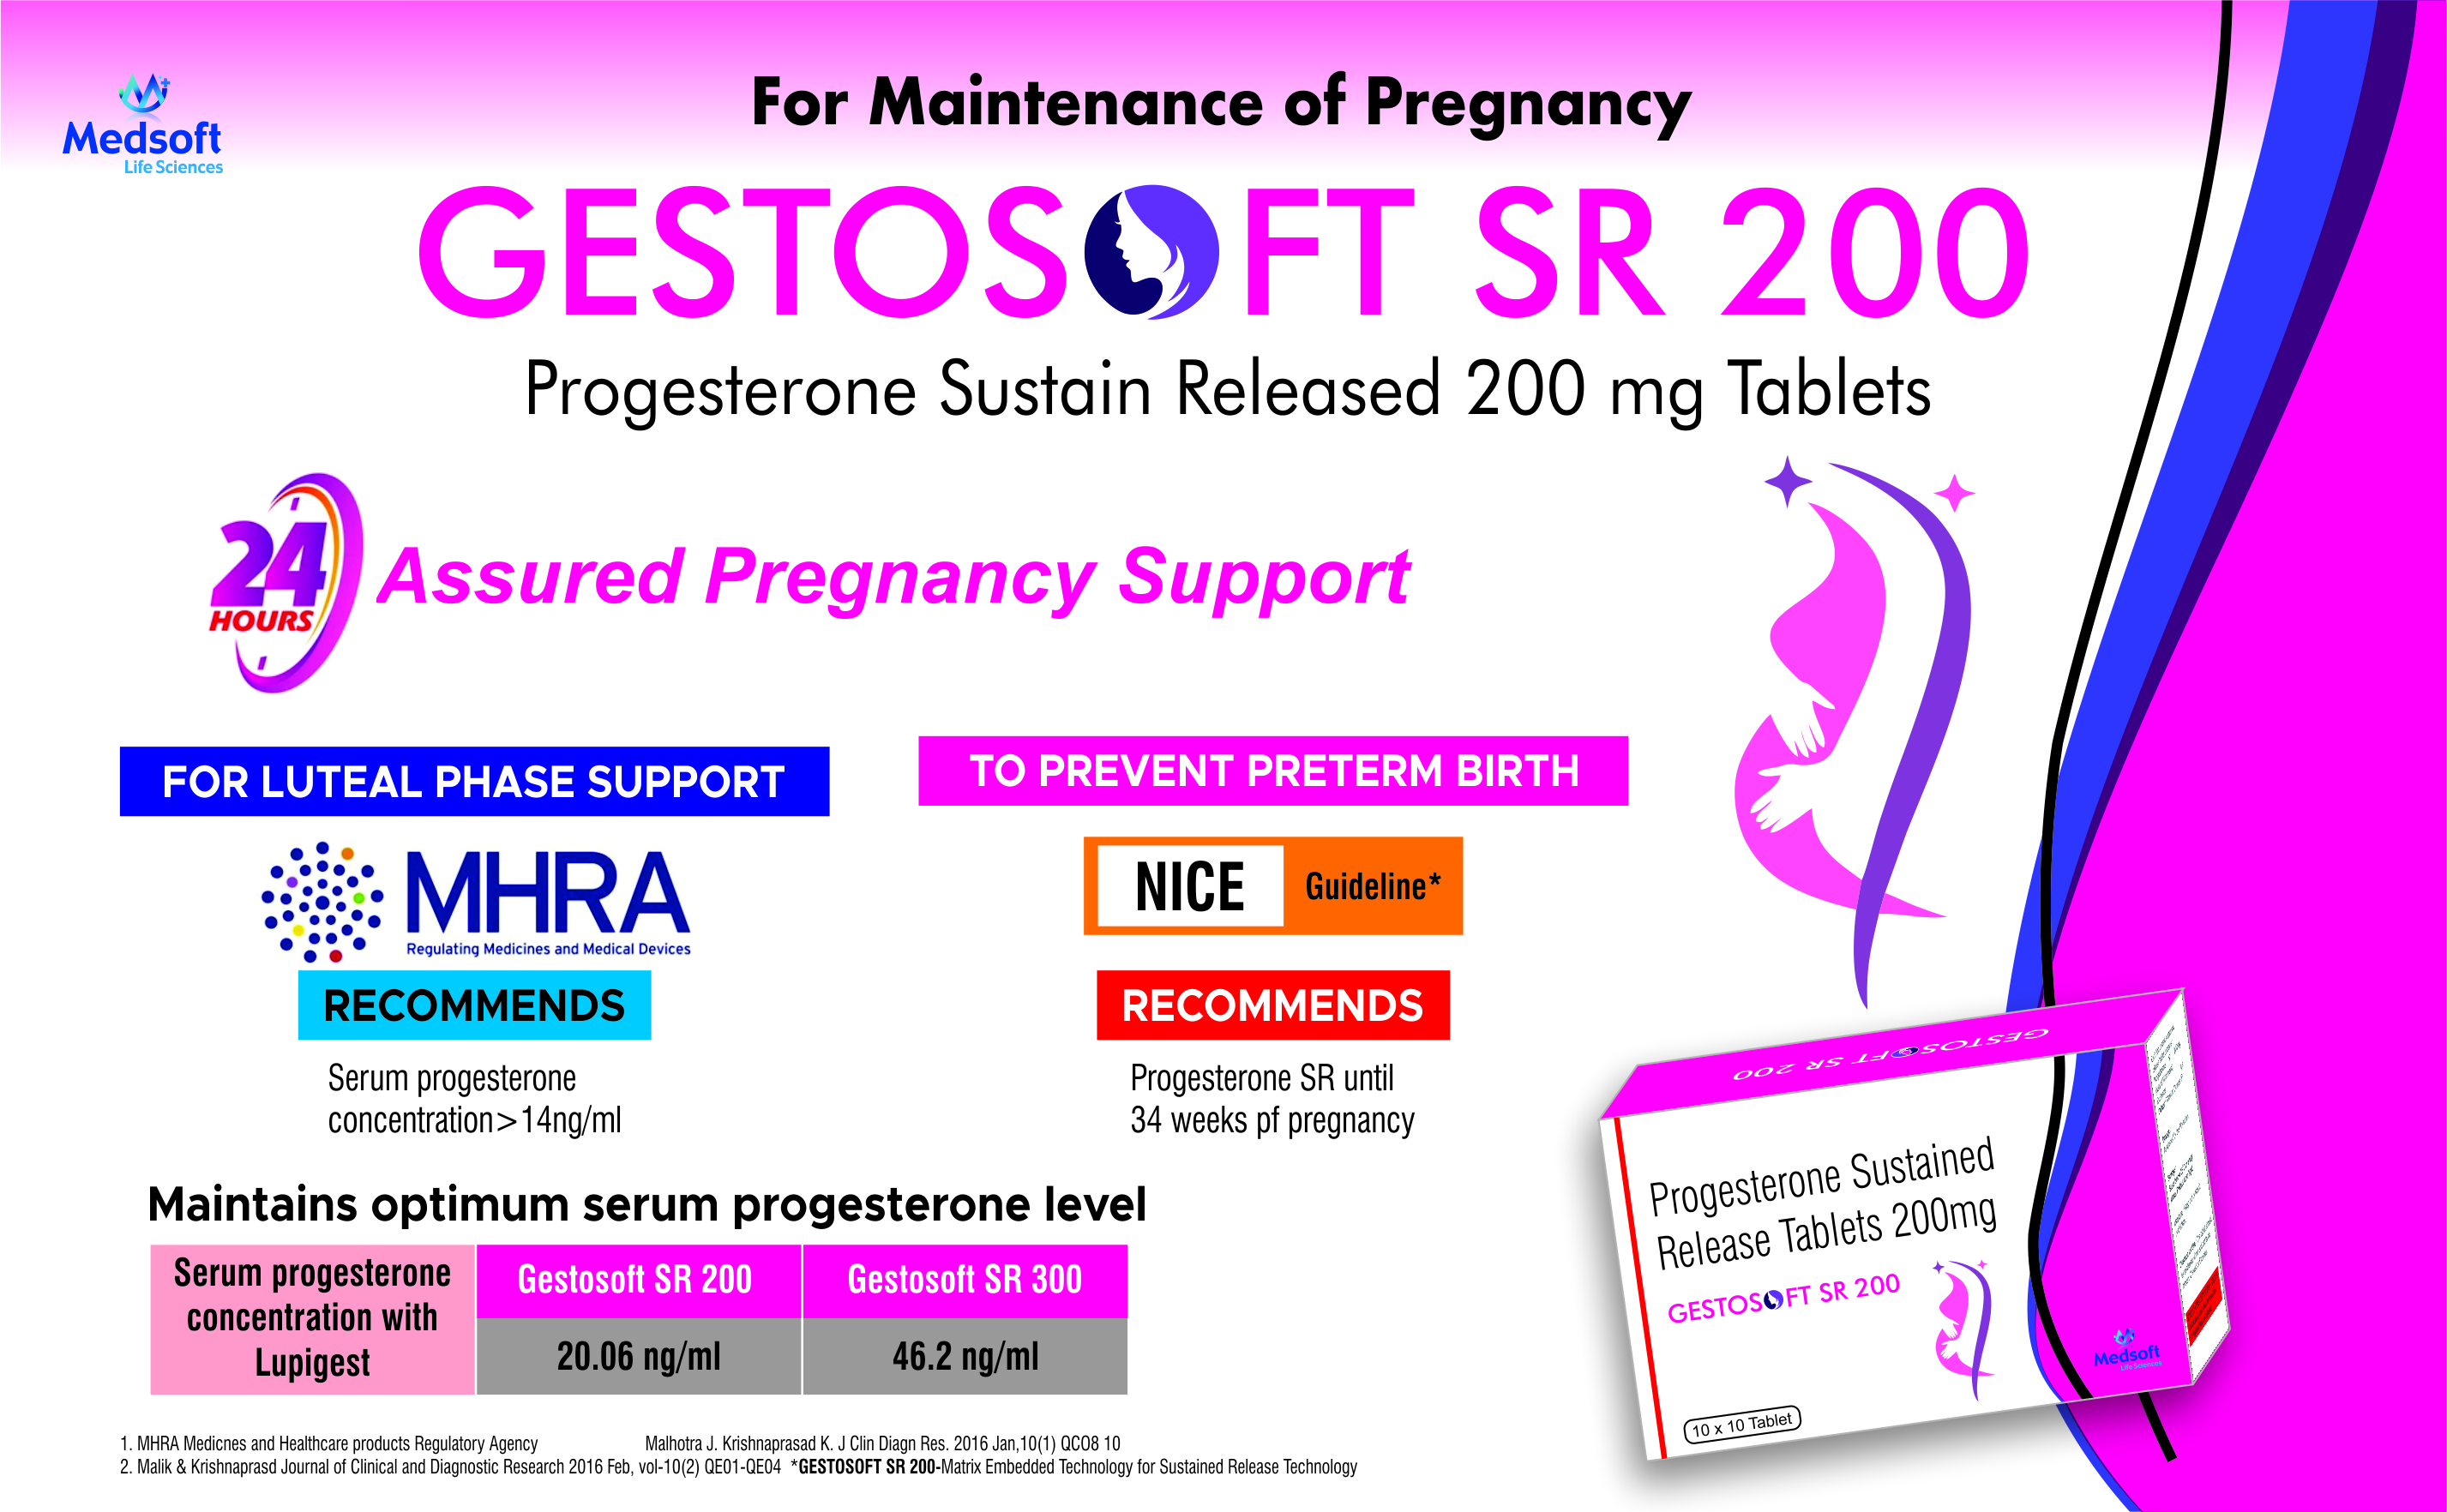 Medsoft
Life Sciences
For Maintenance of Pregnancy
GESTOSOFT SR 200
Progesterone Sustain Released 200 mg Tablets
24
HOURS
Assured Pregnancy Support
FOR LUTEAL PHASE SUPPORT
MHRA
Regulating Medicines and Medical Devices
RECOMMENDS
Serum progesterone
concentration>14ng/ml
TO PREVENT PRETERM BIRTH
NICE Guideline*
RECOMMENDS
Progesterone SR until
34 weeks pf pregnancy
Maintains optimum serum progesterone level
Serum progesterone
concentration with
Lupigest
Gestosoft SR 200
Gestosoft SR 300
20.06 ng/ml
46.2 ng/ml
GESTOSOFT SR 200
Progesterone Sustained
Release Tablets 200mg
GESTOSOFT SR 200
10 x 10 Tablet
Medsoft
Life Sciences
1. MHRA Medicnes and Healthcare products Regulatory Agency
Malhotra J. Krishnaprasad K. J Clin Diagn Res. 2016 Jan,10(1) QCO8 10
2. Malik & Krishnaprasd Journal of Clinical and Diagnostic Research 2016 Feb, vol-10(2) QE01-QE04 *GESTOSOFT SR 200-Matrix Embedded Technology for Sustained Release Technology